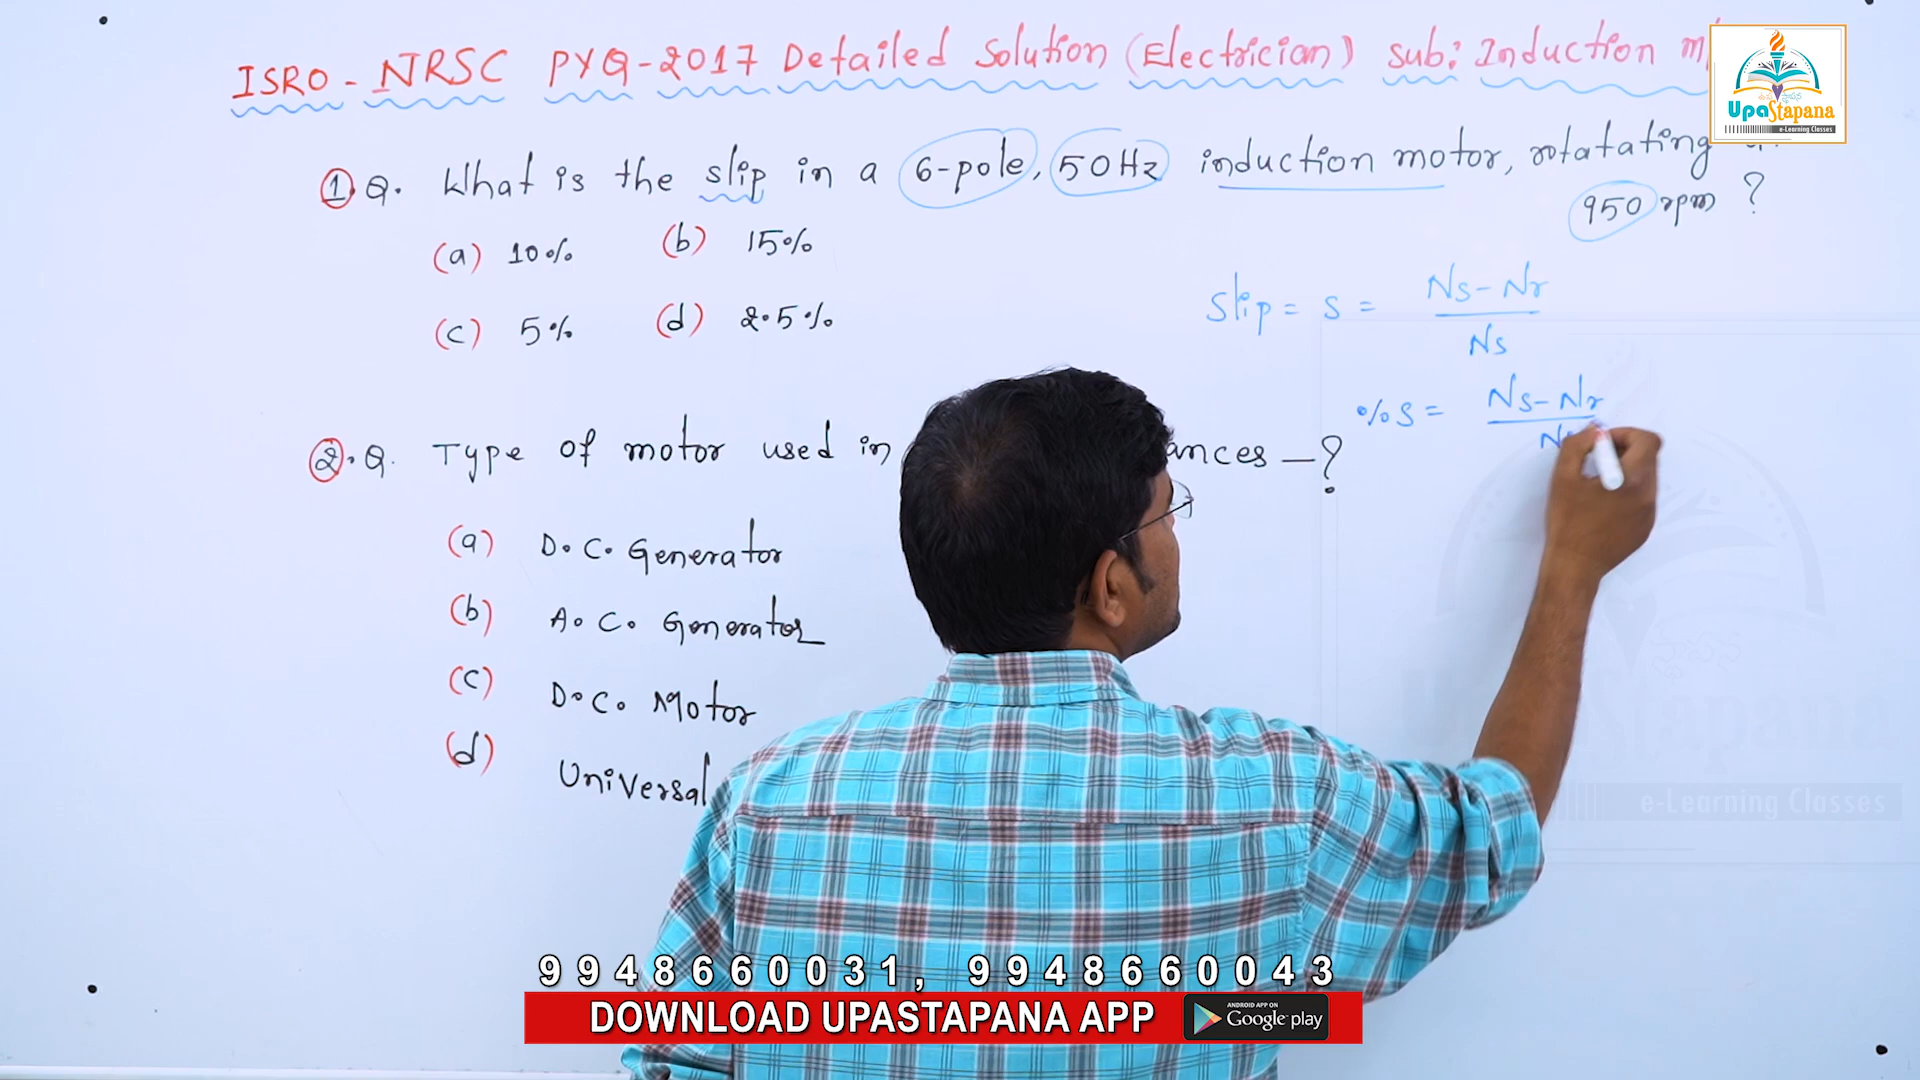 ISRO - NRSC PYQ-2017 Detailed Solution (Electrician) sub: Induction
UpaStapana
e-Learning Classes
1. Q. What is the slip in a 6-pole, 50Hz induction motor, rotatating
950 rpm ?
(a) 10% (b) 15%
(c) 5% (d) 2.5%
Slip = s = Ns - Nr
Ns
%s = Ns - Nr
2. Q. Type of motor used in ances - ?
(a) D.C. Generator
(b) A.C. Generator
(c) D.C. Motor
(d) Universal
e-Learning Classes
9948660031, 9948660043
DOWNLOAD UPASTAPANA APP
ANDROID APP ON
Google play